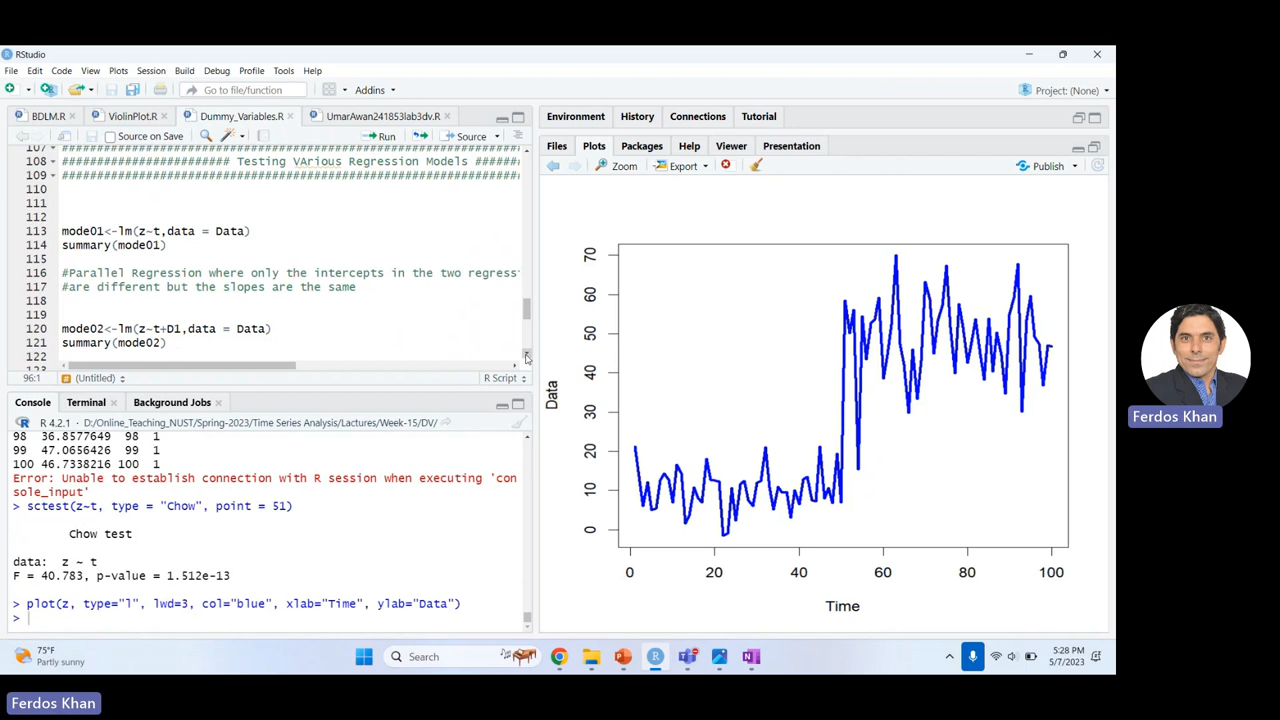 RStudio
File Edit Code View Plots Session Build Debug Profile Tools Help
Go to file/function Addins Project: (None)
BDLM.R ViolinPlot.R Dummy_Variables.R UmarAwan241853lab3dv.R
Source on Save Run Source
107 ################################################################
108 ######################## Testing VArious Regression Models #######
109 ################################################################
110
111
112
113 mode01<-lm(z~t,data = Data)
114 summary(mode01)
115
116 #Parallel Regression where only the intercepts in the two regress
117 #are different but the slopes are the same
118
119
120 mode02<-lm(z~t+D1,data = Data)
121 summary(mode02)
122
123
96:1 # (Untitled) R Script
Console Terminal Background Jobs
R 4.2.1 · D:/Online_Teaching_NUST/Spring-2023/Time Series Analysis/Lectures/Week-15/DV/
98 36.8577649 98 1
99 47.0656426 99 1
100 46.7338216 100 1
Error: Unable to establish connection with R session when executing 'con
sole_input'
> sctest(z~t, type = "Chow", point = 51)
Chow test
data: z ~ t
F = 40.783, p-value = 1.512e-13
> plot(z, type="l", lwd=3, col="blue", xlab="Time", ylab="Data")
>
Environment History Connections Tutorial
Files Plots Packages Help Viewer Presentation
Zoom Export Publish
70
60
50
40
30
20
10
0
Data
0 20 40 60 80 100
Time
Ferdos Khan
75°F
Partly sunny
Search
5:28 PM
5/7/2023
Ferdos Khan